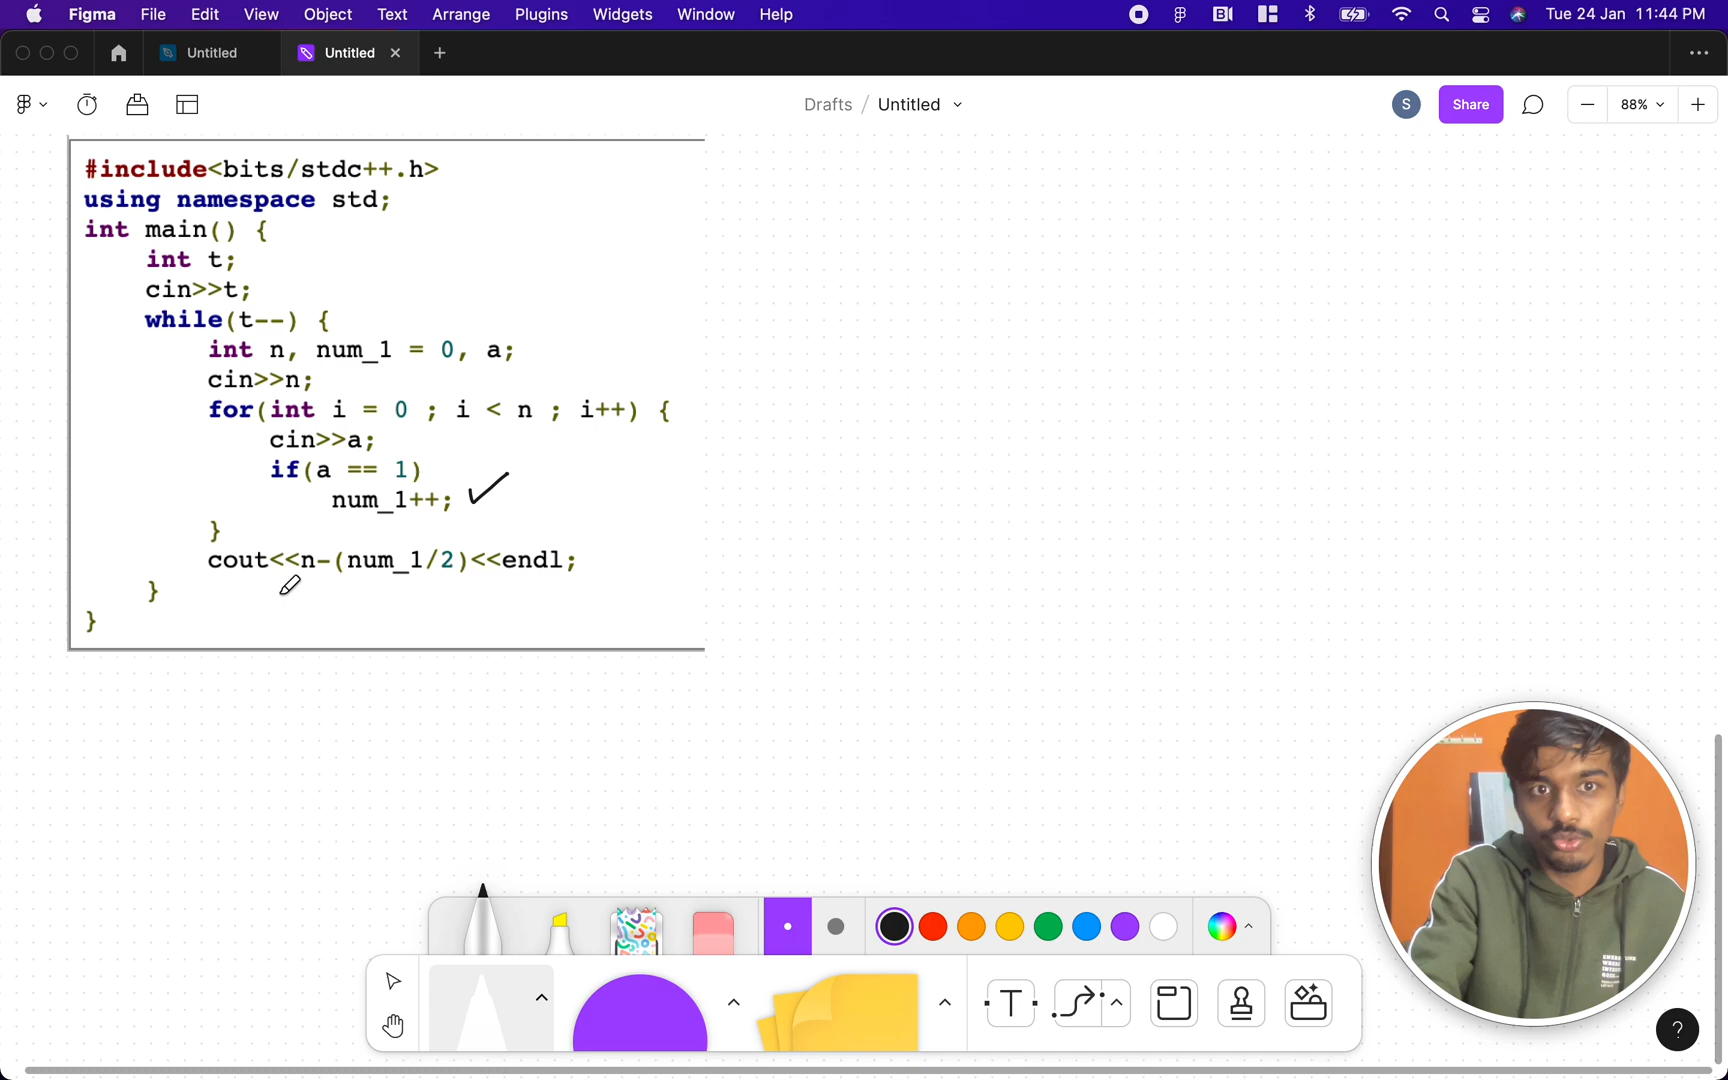 Figma File Edit View Object Text Arrange Plugins Widgets Window Help Tue 24 Jan 11:44 PM
Untitled Untitled
Drafts / Untitled S Share 88%
#include<bits/stdc++.h>
using namespace std;
int main() {
int t;
cin>>t;
while(t--) {
int n, num_1 = 0, a;
cin>>n;
for(int i = 0 ; i < n ; i++) {
cin>>a;
if(a == 1)
num_1++;
}
cout<<n-(num_1/2)<<endl;
}
}
T
?